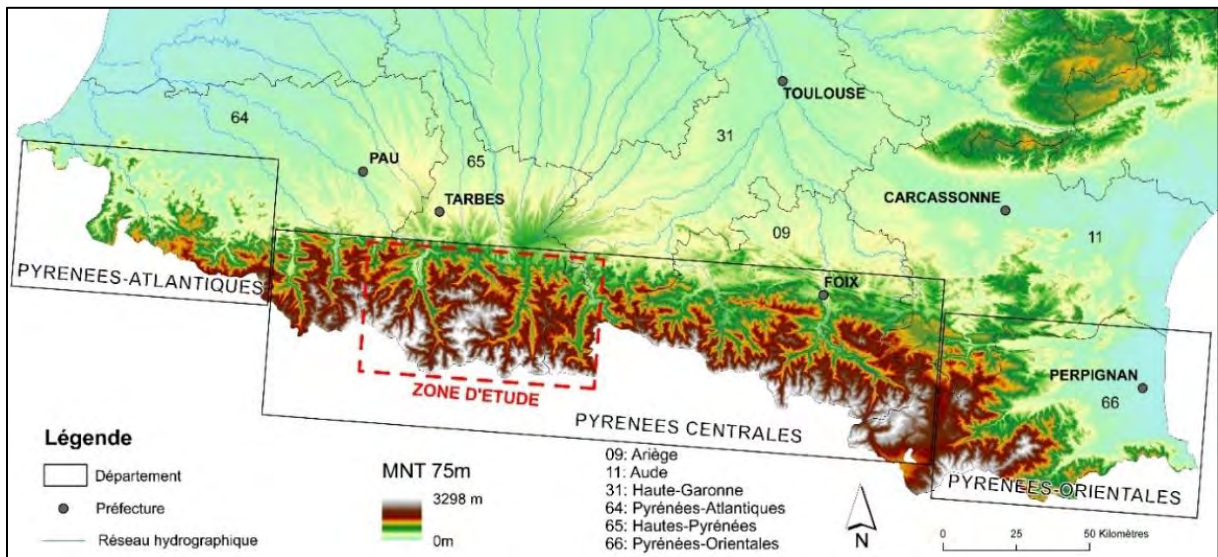 TOULOUSE
64
31
PAU
65
TARBES
CARCASSONNE
09
11
PYRENEES-ATLANTIQUES
FOIX
ZONE D'ETUDE
PERPIGNAN
66
PYRENEES CENTRALES
PYRENEES-ORIENTALES
Légende
Département
Préfecture
Réseau hydrographique
MNT 75m
3298 m
0m
09: Ariège
11: Aude
31: Haute-Garonne
64: Pyrénées-Atlantiques
65: Hautes-Pyrénées
66: Pyrénées-Orientales
N
0 25 50 Kilomètres